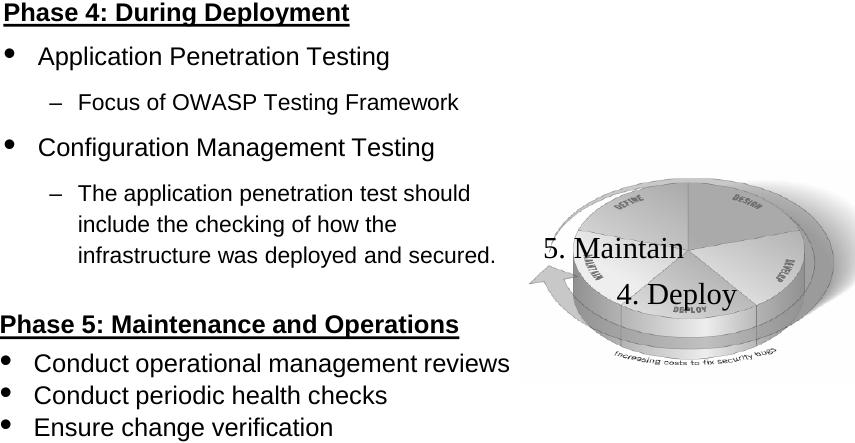 Phase 4: During Deployment
• Application Penetration Testing
– Focus of OWASP Testing Framework
• Configuration Management Testing
– The application penetration test should
include the checking of how the
infrastructure was deployed and secured.
Phase 5: Maintenance and Operations
• Conduct operational management reviews
• Conduct periodic health checks
• Ensure change verification
DEFINE
DESIGN
5. Maintain
DEVELOP
4. Deploy
DEPLOY
Increasing costs to fix security bugs